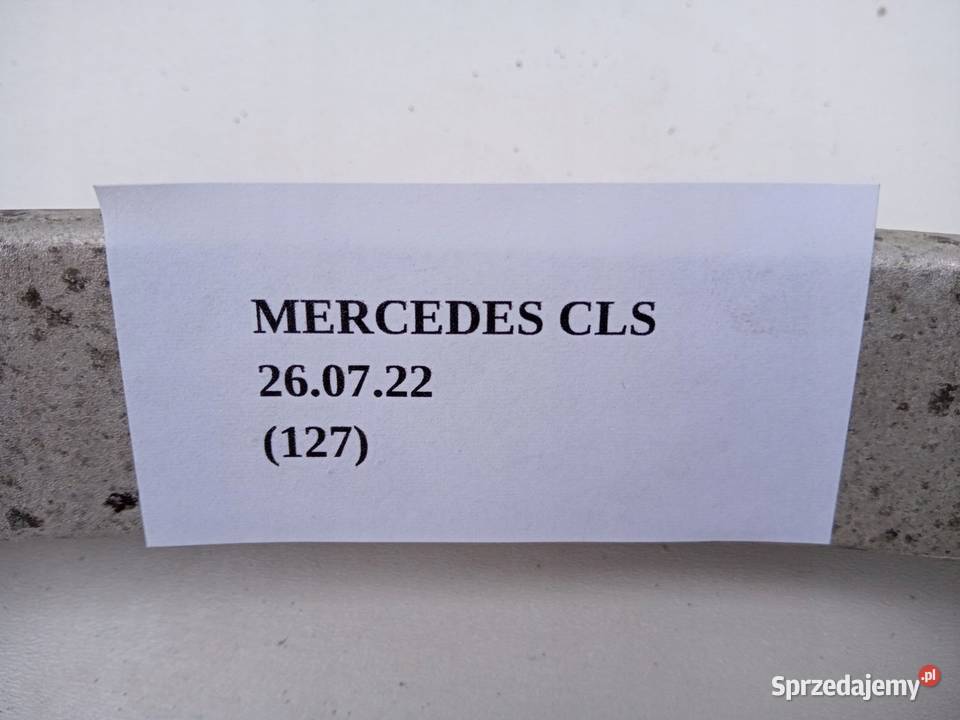 MERCEDES CLS
26.07.22
(127)
Sprzedajemy.pl